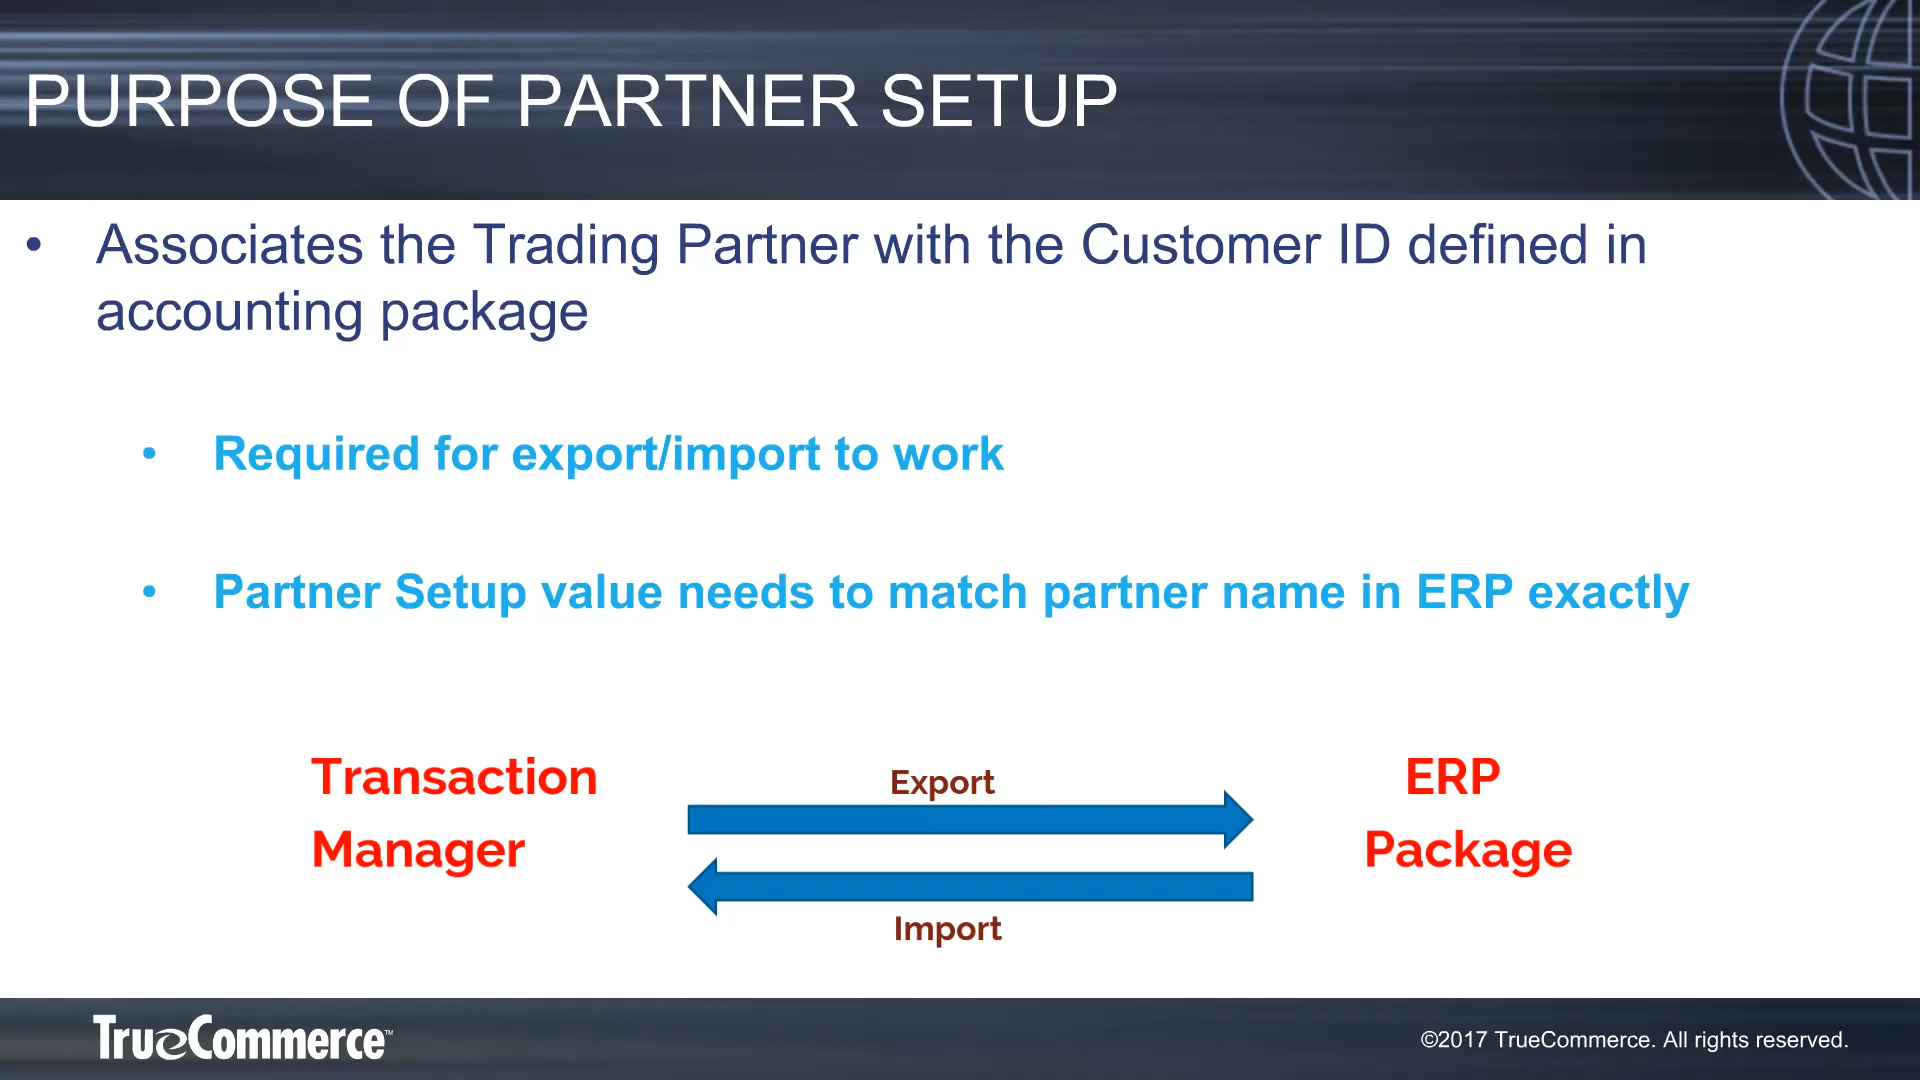 PURPOSE OF PARTNER SETUP
• Associates the Trading Partner with the Customer ID defined in
accounting package
• Required for export/import to work
• Partner Setup value needs to match partner name in ERP exactly
Transaction
Manager
Export
Import
ERP
Package
TrueCommerce™
©2017 TrueCommerce. All rights reserved.